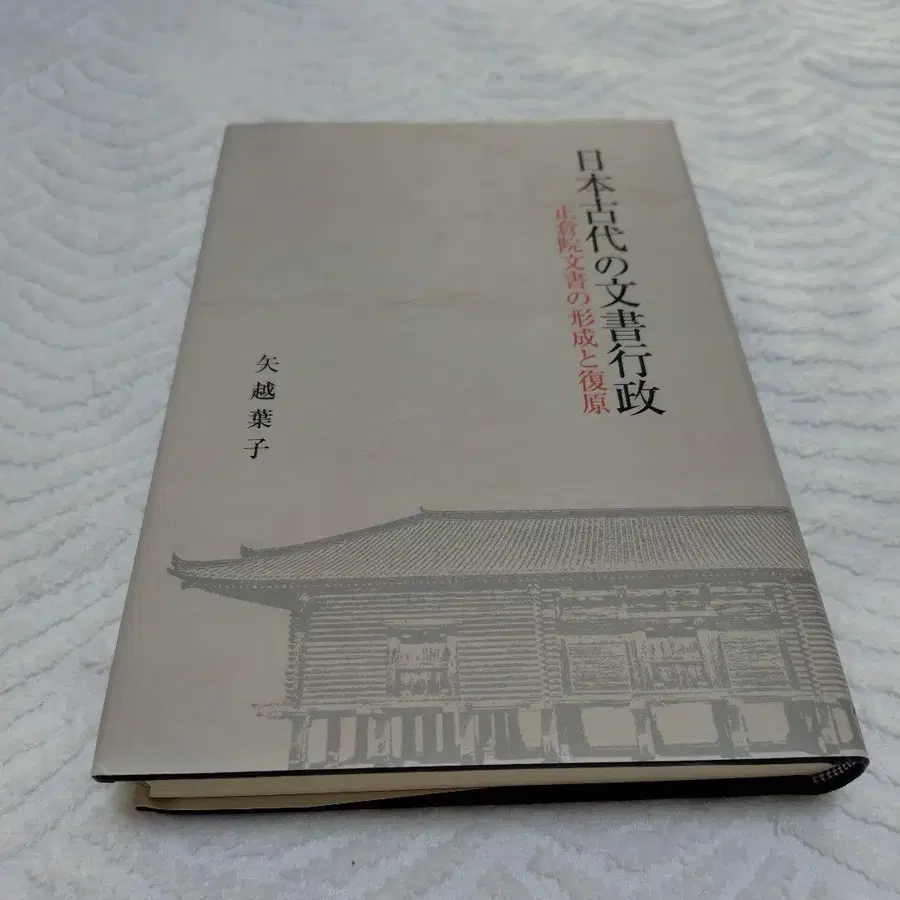 日本古代の文書行政
正倉院文書の形成と復原
矢越葉子